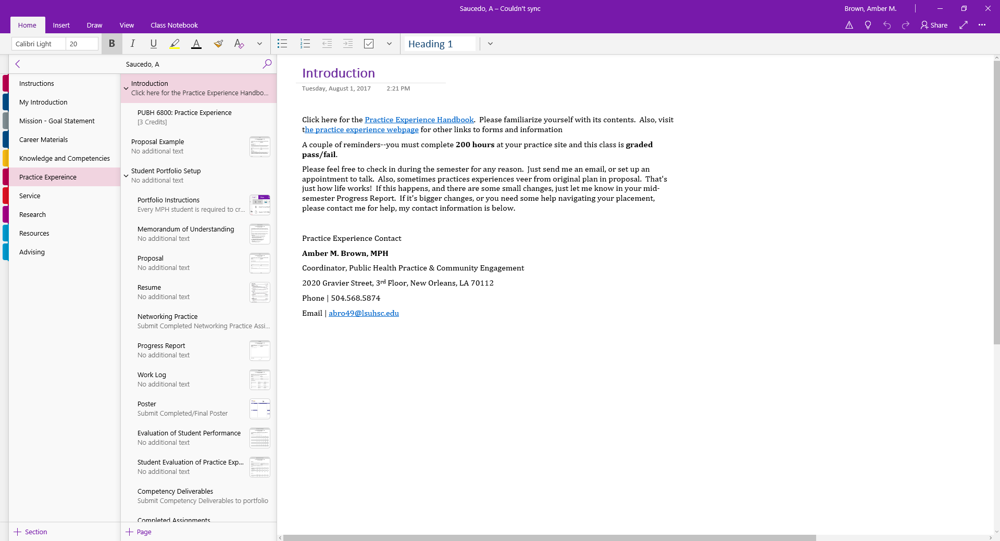 Saucedo, A – Couldn't sync
Brown, Amber M.
Home
Insert
Draw
View
Class Notebook
Share
Calibri Light
20
B
I
U
A
A
Heading 1
Saucedo, A
Instructions
My Introduction
Mission - Goal Statement
Career Materials
Knowledge and Competencies
Practice Expereince
Service
Research
Resources
Advising
Section
Introduction
Click here for the Practice Experience Handbo...
PUBH 6800: Practice Experience
[3 Credits]
Proposal Example
No additional text
Student Portfolio Setup
No additional text
Portfolio Instructions
Every MPH student is required to cr...
Memorandum of Understanding
No additional text
Proposal
No additional text
Resume
No additional text
Networking Practice
Submit Completed Networking Practice Assi...
Progress Report
No additional text
Work Log
No additional text
Poster
Submit Completed/Final Poster
Evaluation of Student Performance
No additional text
Student Evaluation of Practice Exp...
No additional text
Competency Deliverables
Submit Competency Deliverables to portfolio
Completed Assignments
Page
Introduction
Tuesday, August 1, 2017
2:21 PM
Click here for the Practice Experience Handbook.  Please familiarize yourself with its contents.  Also, visit
the practice experience webpage for other links to forms and information
A couple of reminders--you must complete 200 hours at your practice site and this class is graded
pass/fail.
Please feel free to check in during the semester for any reason.  Just send me an email, or set up an
appointment to talk.  Also, sometimes practices experiences veer from original plan in proposal.  That's
just how life works!  If this happens, and there are some small changes, just let me know in your mid-
semester Progress Report.  If it's bigger changes, or you need some help navigating your placement,
please contact me for help, my contact information is below.
Practice Experience Contact
Amber M. Brown, MPH
Coordinator, Public Health Practice & Community Engagement
2020 Gravier Street, 3rd Floor, New Orleans, LA 70112
Phone | 504.568.5874
Email | abro49@lsuhsc.edu